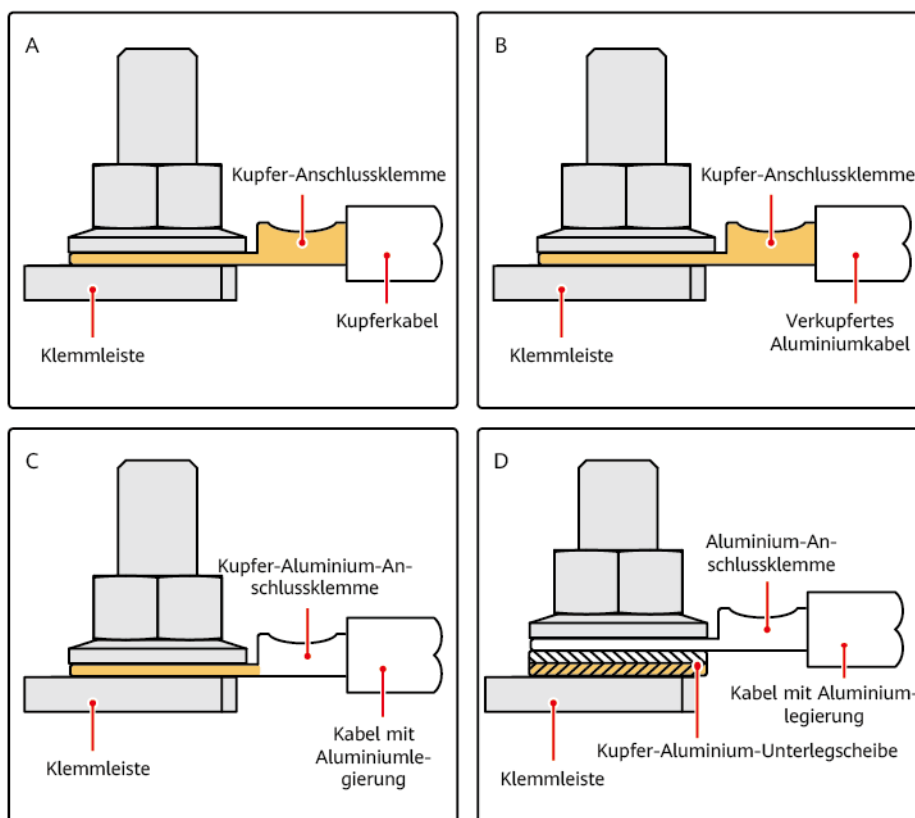 A
Kupfer-Anschlussklemme
Kupferkabel
Klemmleiste
B
Kupfer-Anschlussklemme
Verkupfertes
Aluminiumkabel
Klemmleiste
C
Kupfer-Aluminium-An-
schlussklemme
Kabel mit
Aluminiumle-
gierung
Klemmleiste
D
Aluminium-An-
schlussklemme
Kabel mit Aluminium-
legierung
Kupfer-Aluminium-Unterlegscheibe
Klemmleiste